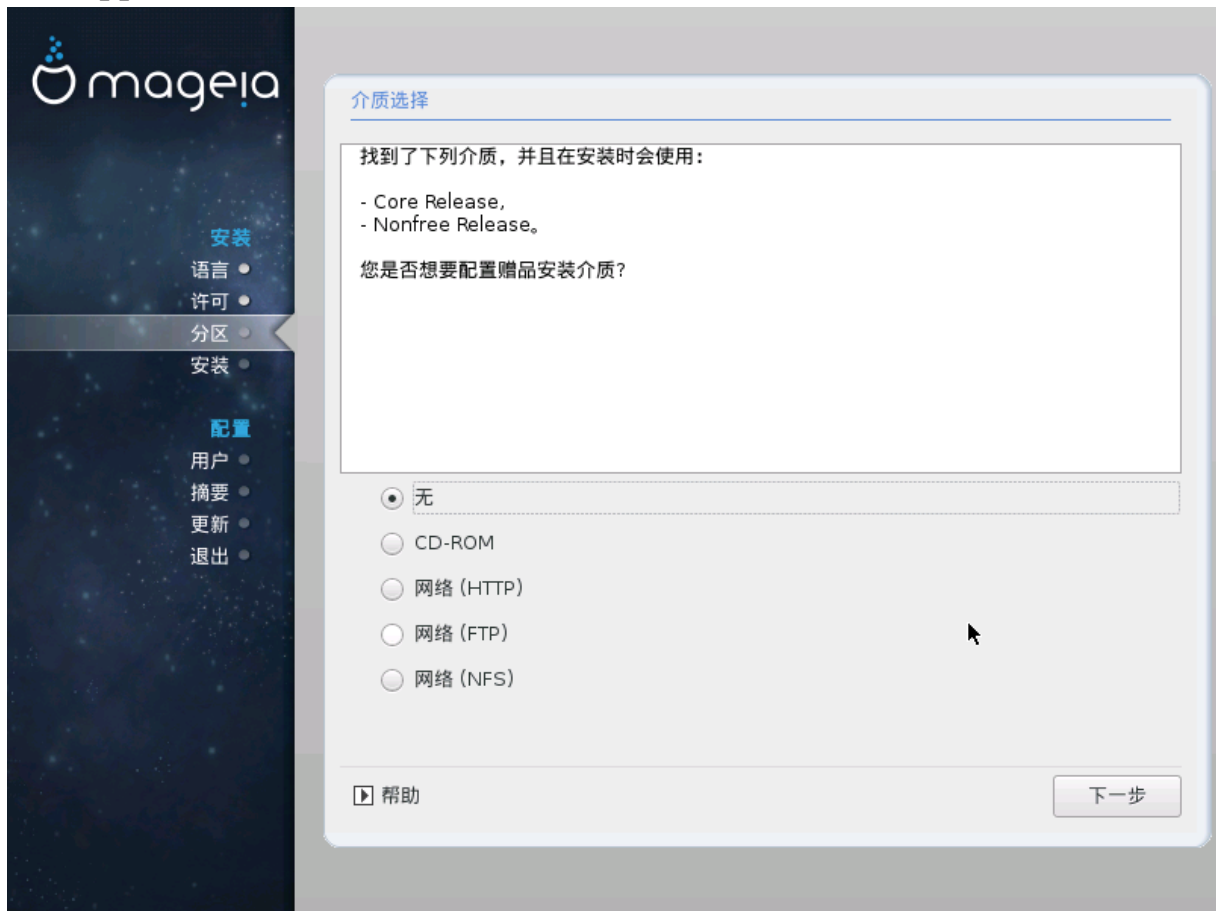 mageia
安装
语言
许可
分区
安装
配置
用户
摘要
更新
退出
介质选择
找到了下列介质，并且在安装时会使用：
- Core Release,
- Nonfree Release。
您是否想要配置赠品安装介质？
无
CD-ROM
网络 (HTTP)
网络 (FTP)
网络 (NFS)
帮助
下一步